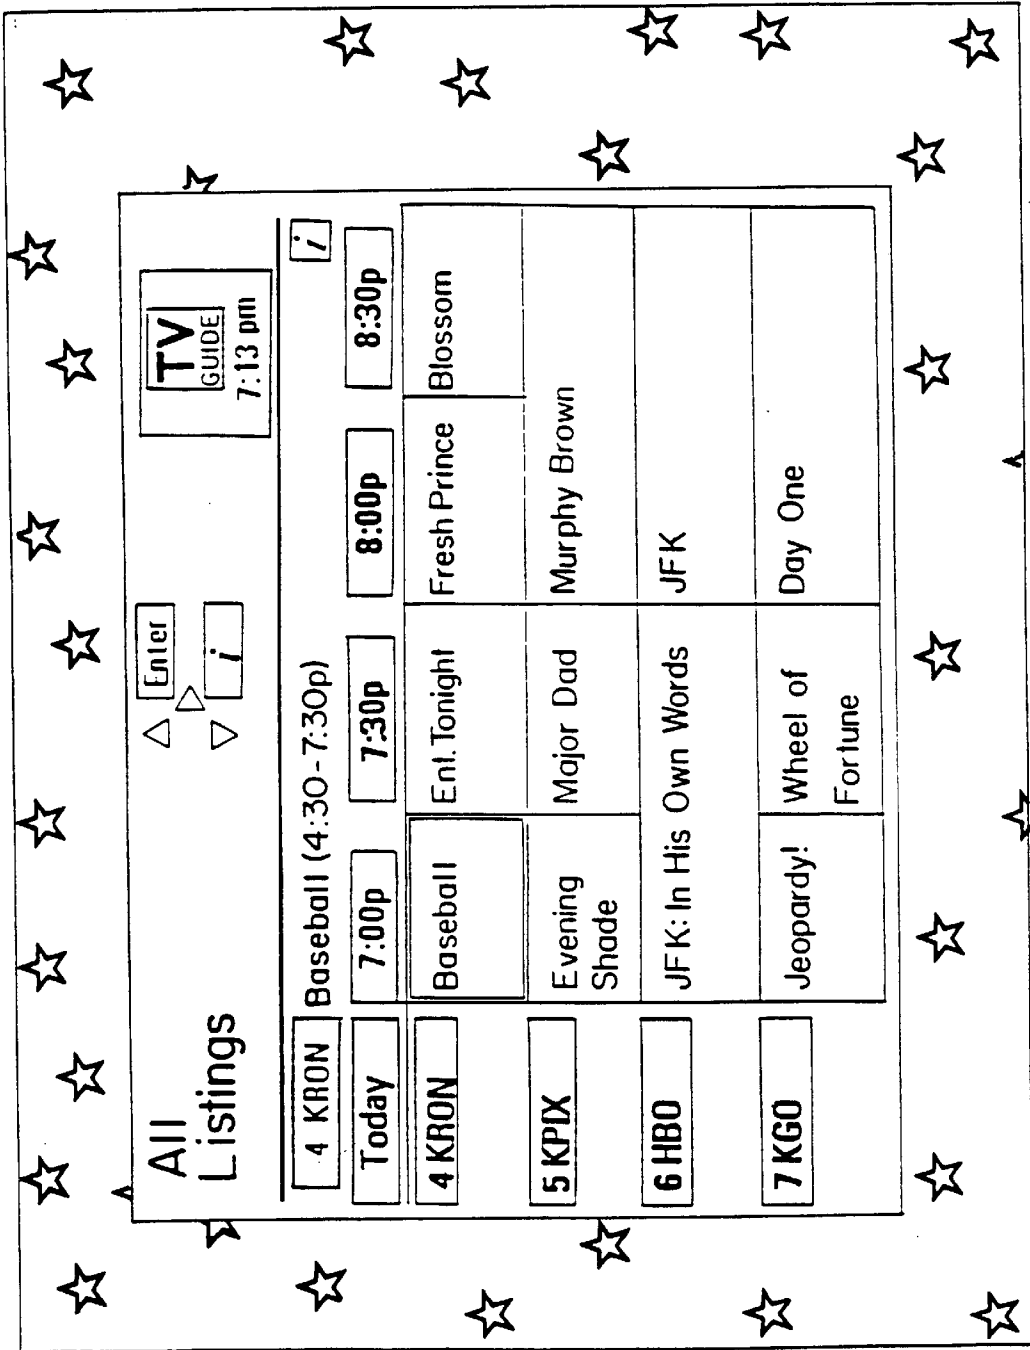 All
Listings
Enter
i
TV
GUIDE
7:13 pm
4 KRON Baseball (4:30-7:30p) i
Today 7:00p 7:30p 8:00p 8:30p
4 KRON Baseball Ent. Tonight Fresh Prince Blossom
5 KPIX Evening Shade Major Dad Murphy Brown
6 HBO JFK: In His Own Words JFK
7 KGO Jeopardy! Wheel of Fortune Day One